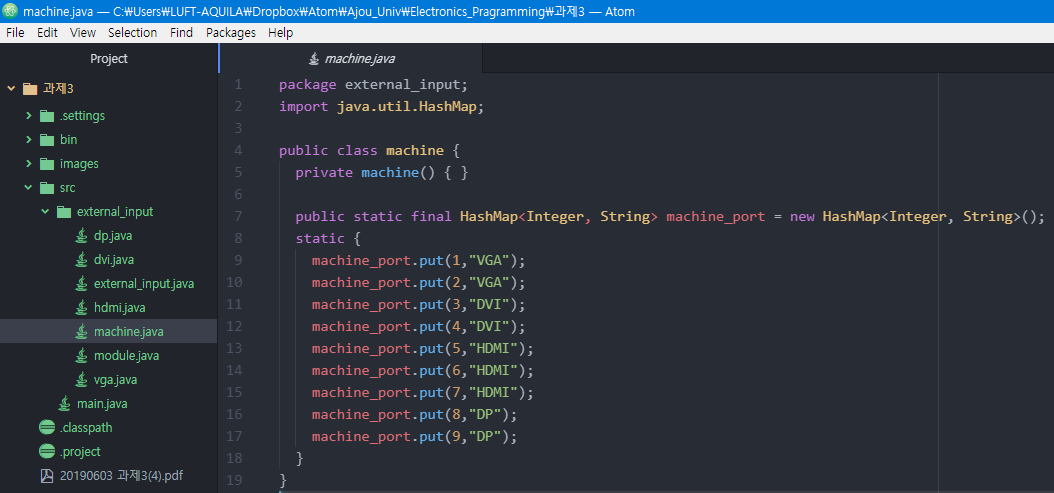 machine.java — C:₩Users₩LUFT-AQUILA₩Dropbox₩Atom₩Ajou_Univ₩Electronics_Pragramming₩과제3 — Atom
File Edit View Selection Find Packages Help
Project
과제3
.settings
bin
images
src
external_input
dp.java
dvi.java
external_input.java
hdmi.java
machine.java
module.java
vga.java
main.java
.classpath
.project
20190603 과제3(4).pdf
machine.java
1 package external_input;
2 import java.util.HashMap;
3
4 public class machine {
5 private machine() { }
6
7 public static final HashMap<Integer, String> machine_port = new HashMap<Integer, String>();
8 static {
9 machine_port.put(1,"VGA");
10 machine_port.put(2,"VGA");
11 machine_port.put(3,"DVI");
12 machine_port.put(4,"DVI");
13 machine_port.put(5,"HDMI");
14 machine_port.put(6,"HDMI");
15 machine_port.put(7,"HDMI");
16 machine_port.put(8,"DP");
17 machine_port.put(9,"DP");
18 }
19 }